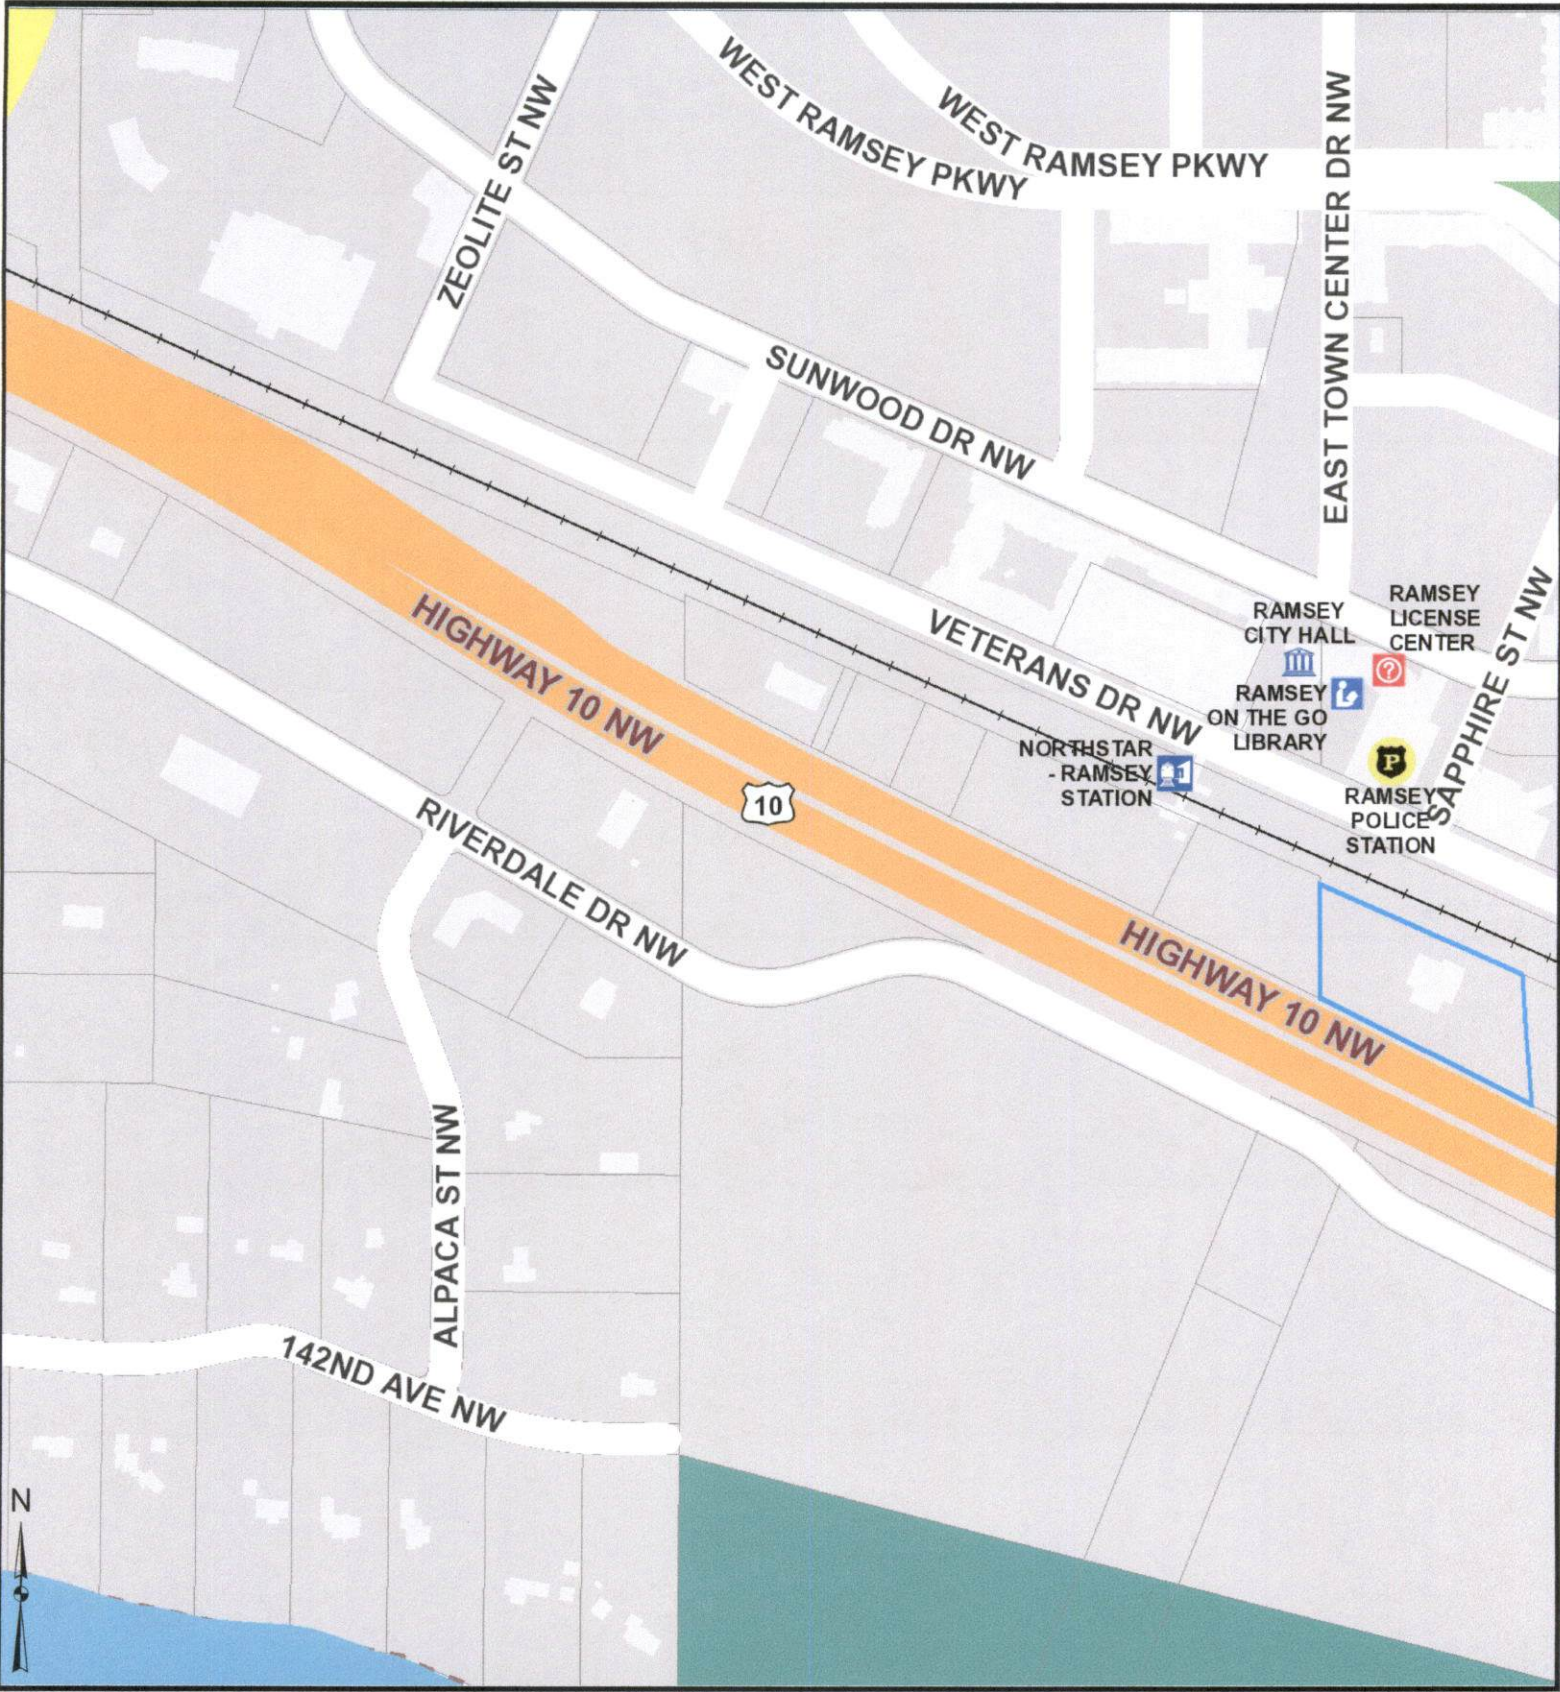 WEST RAMSEY PKWY
WEST RAMSEY PKWY
ZEOLITE ST NW
EAST TOWN CENTER DR NW
SUNWOOD DR NW
HIGHWAY 10 NW
VETERANS DR NW
RAMSEY
CITY HALL
RAMSEY
LICENSE
CENTER
?
RAMSEY
ON THE GO
LIBRARY
SAPPHIRE ST NW
NORTHSTAR
- RAMSEY
STATION
P
RAMSEY
POLICE
STATION
10
RIVERDALE DR NW
HIGHWAY 10 NW
ALPACA ST NW
142ND AVE NW
N